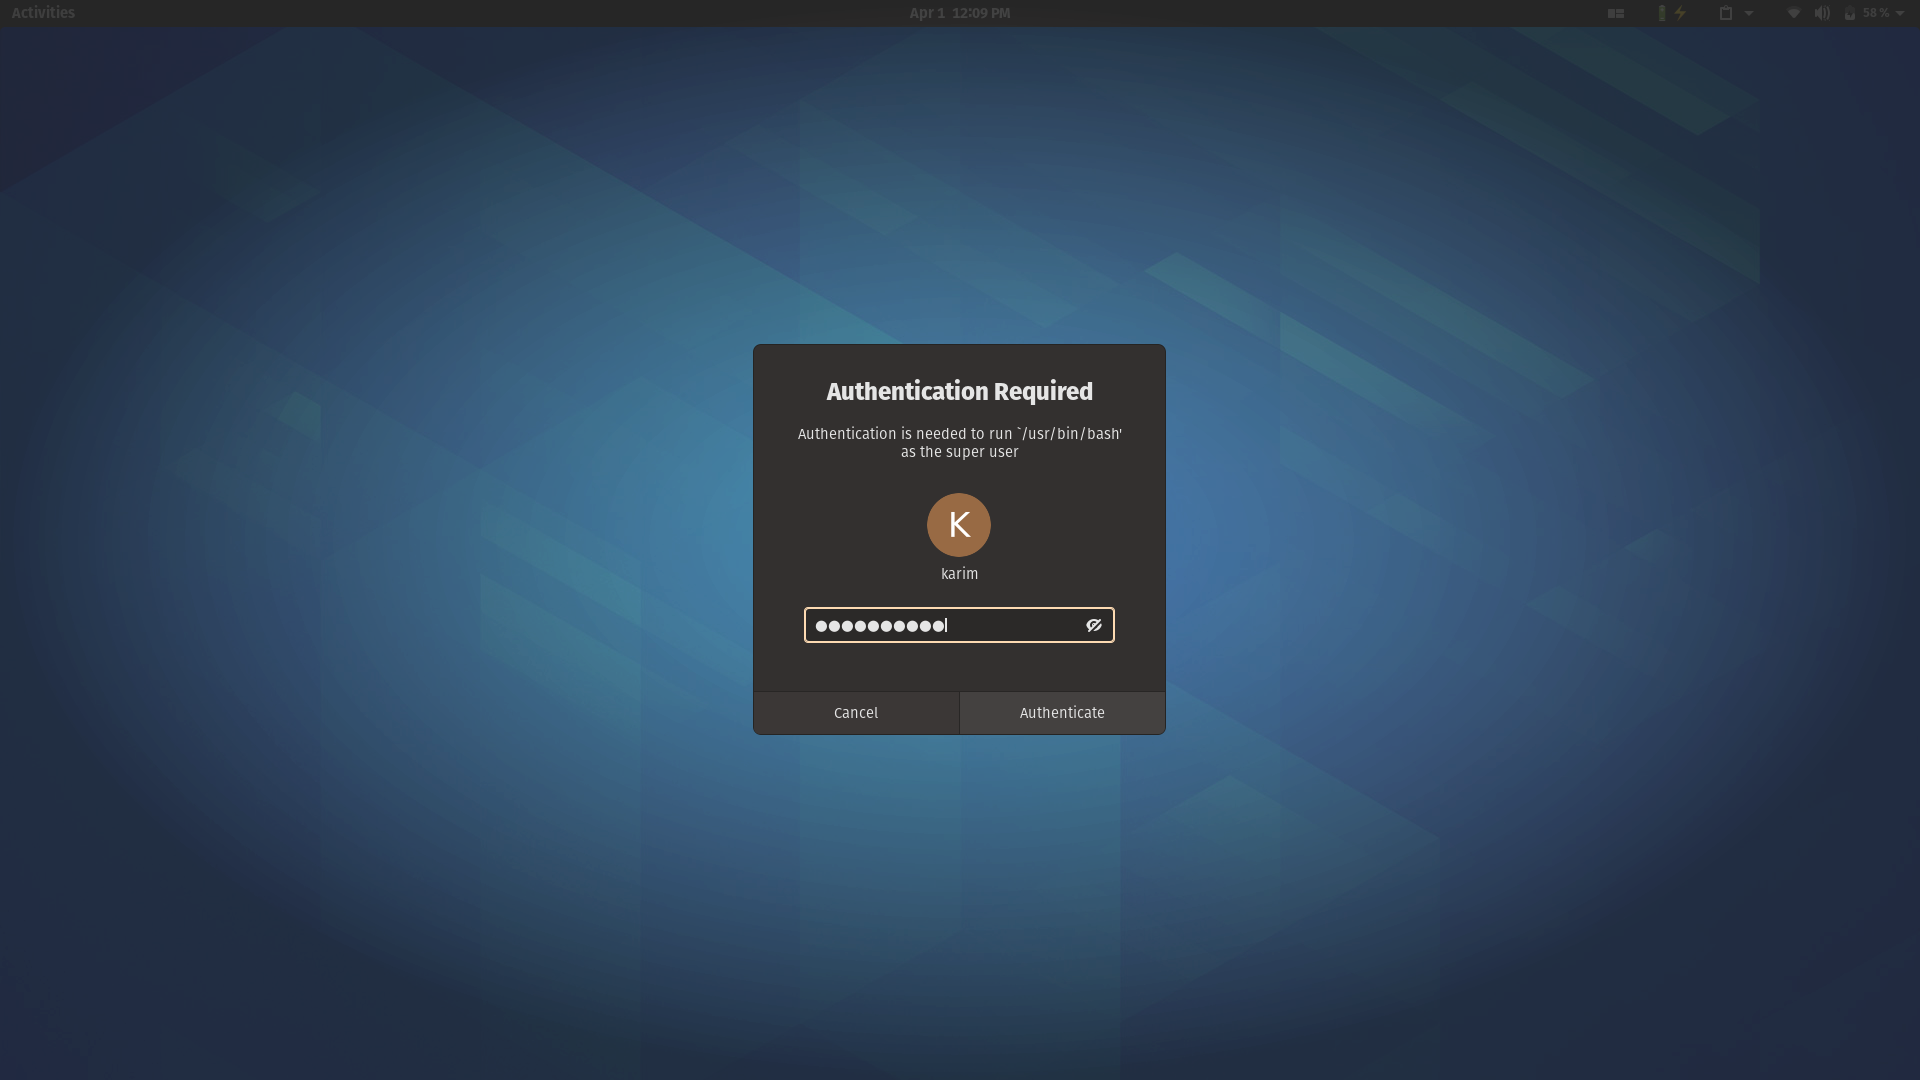 Activities
Apr 1 12:09 PM
58 %
Authentication Required
Authentication is needed to run `/usr/bin/bash'
as the super user
K
karim
Cancel
Authenticate